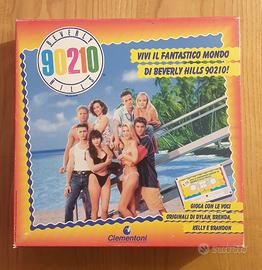 BEVERLY
90210
HILLS
VIVI IL FANTASTICO MONDO
DI BEVERLY HILLS 90210!
GIOCA CON LE VOCI
ORIGINALI DI DYLAN, BRENDA,
KELLY E BRANDON
Clementoni
subito